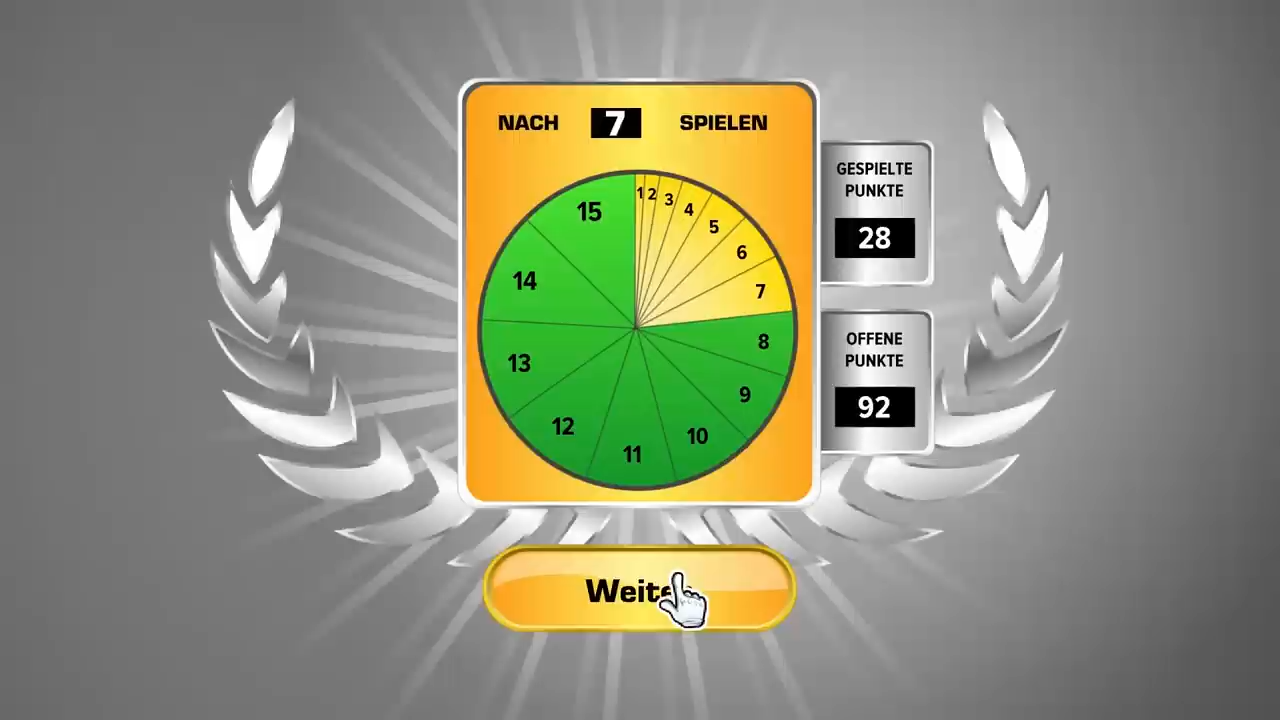 NACH 7 SPIELEN
1 2 3 4 5 6 7 8 9 10 11 12 13 14 15
GESPIELTE
PUNKTE
28
OFFENE
PUNKTE
92
Weite